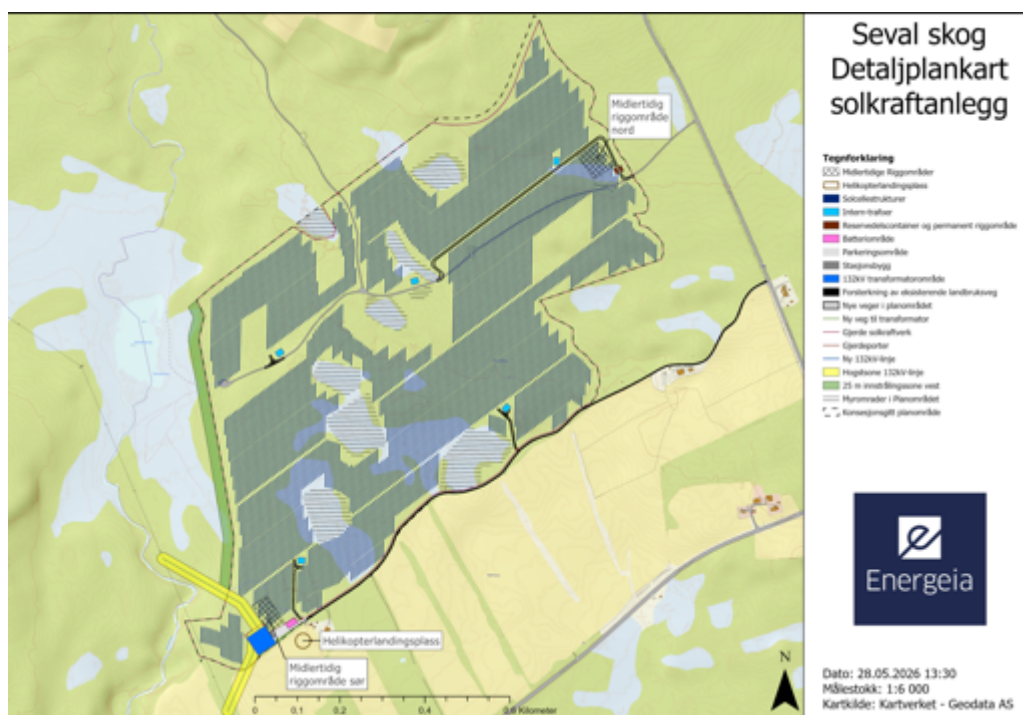 Seval skog
Detaljplankart
solkraftanlegg
Midlertidig
riggområde
nord
Tegnforklaring
Midlertidige Riggområder
Helikopterlandingsplass
Solcellestrukturer
Intern-trafoer
Reservedelscontainer og permanent riggområde
Batteriområde
Parkeringsområde
Stasjonsbygg
132kV transformatorområde
Forsterkning av eksisterende landbruksveg
Nye veger i planområdet
Ny veg til transformator
Gjerde solkraftverk
Gjerdeporter
Ny 132kV-linje
Hogstsone 132kV-linje
25 m innstrålingssone vest
Myrområder i Planområdet
Konsesjonsgitt planområde
Energeia
Helikopterlandingsplass
Midlertidig
riggområde sør
0 0.1 0.2 0.4 0.6 Kilometer
N
Dato: 28.05.2026 13:30
Målestokk: 1:6 000
Kartkilde: Kartverket - Geodata AS